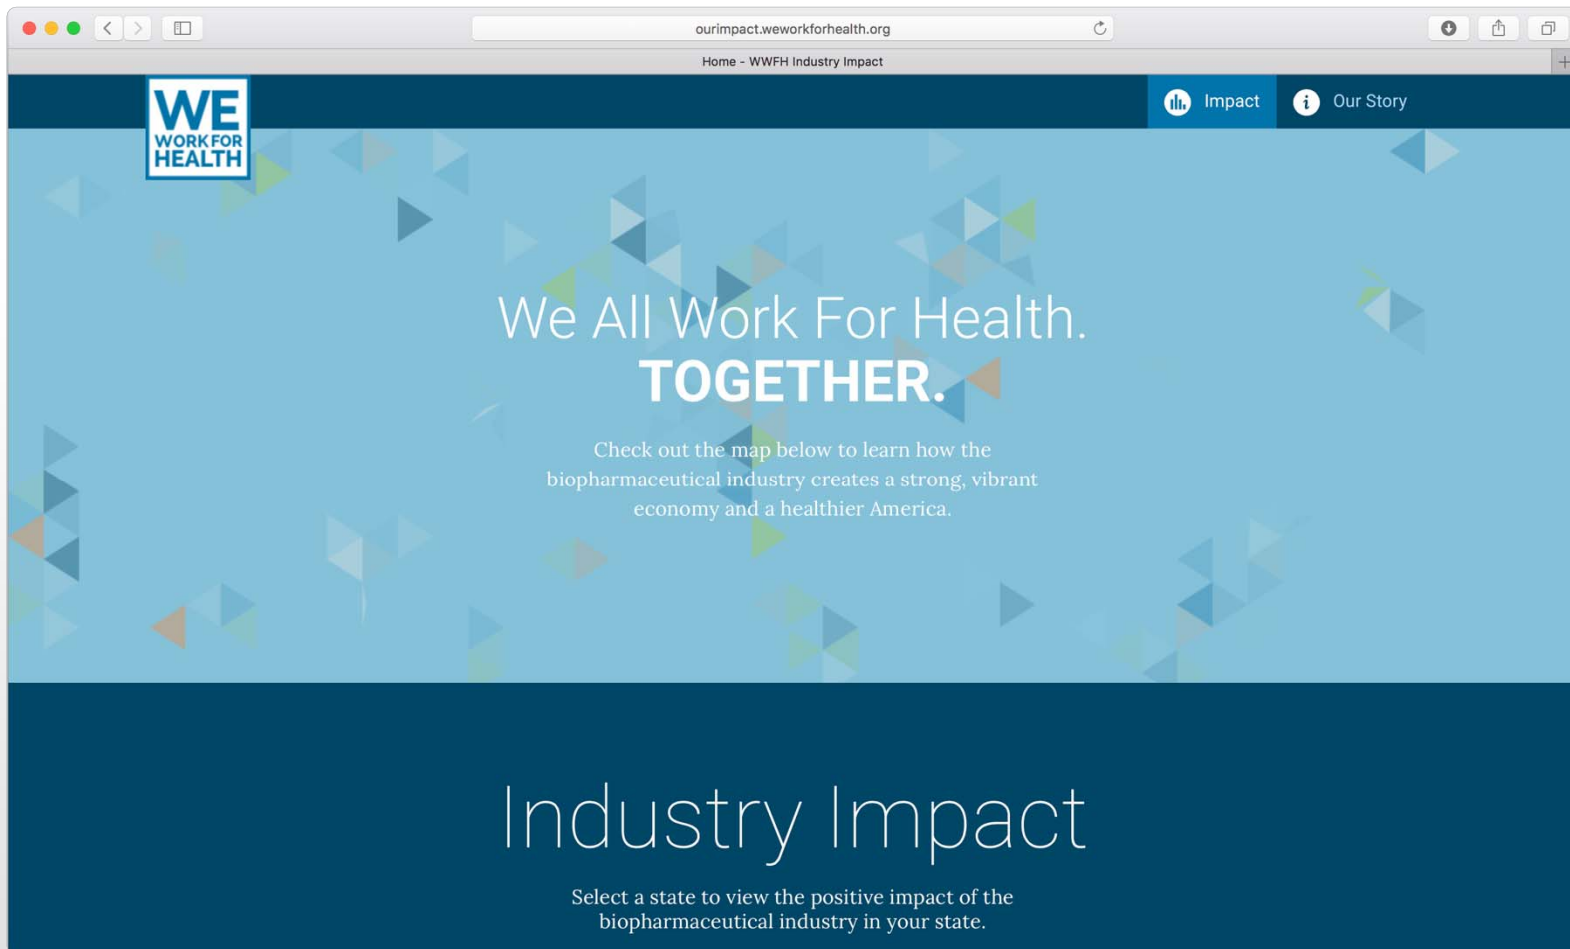 ourimpact.weworkforhealth.org
Home - WWFH Industry Impact
WE
WORK FOR
HEALTH
Impact
Our Story
We All Work For Health.
TOGETHER.
Check out the map below to learn how the
biopharmaceutical industry creates a strong, vibrant
economy and a healthier America.
Industry Impact
Select a state to view the positive impact of the
biopharmaceutical industry in your state.